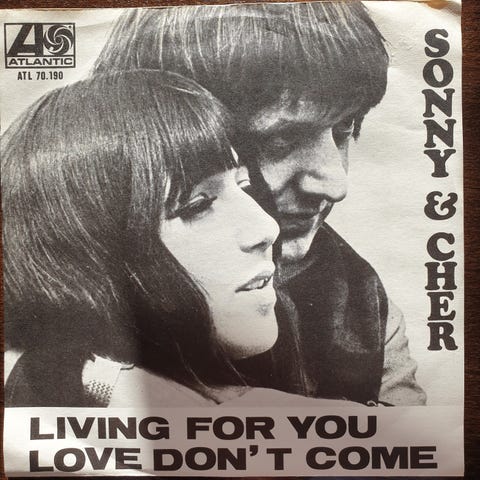 ATLANTIC
ATL 70.190
SONNY & CHER
LIVING FOR YOU
LOVE DON'T COME